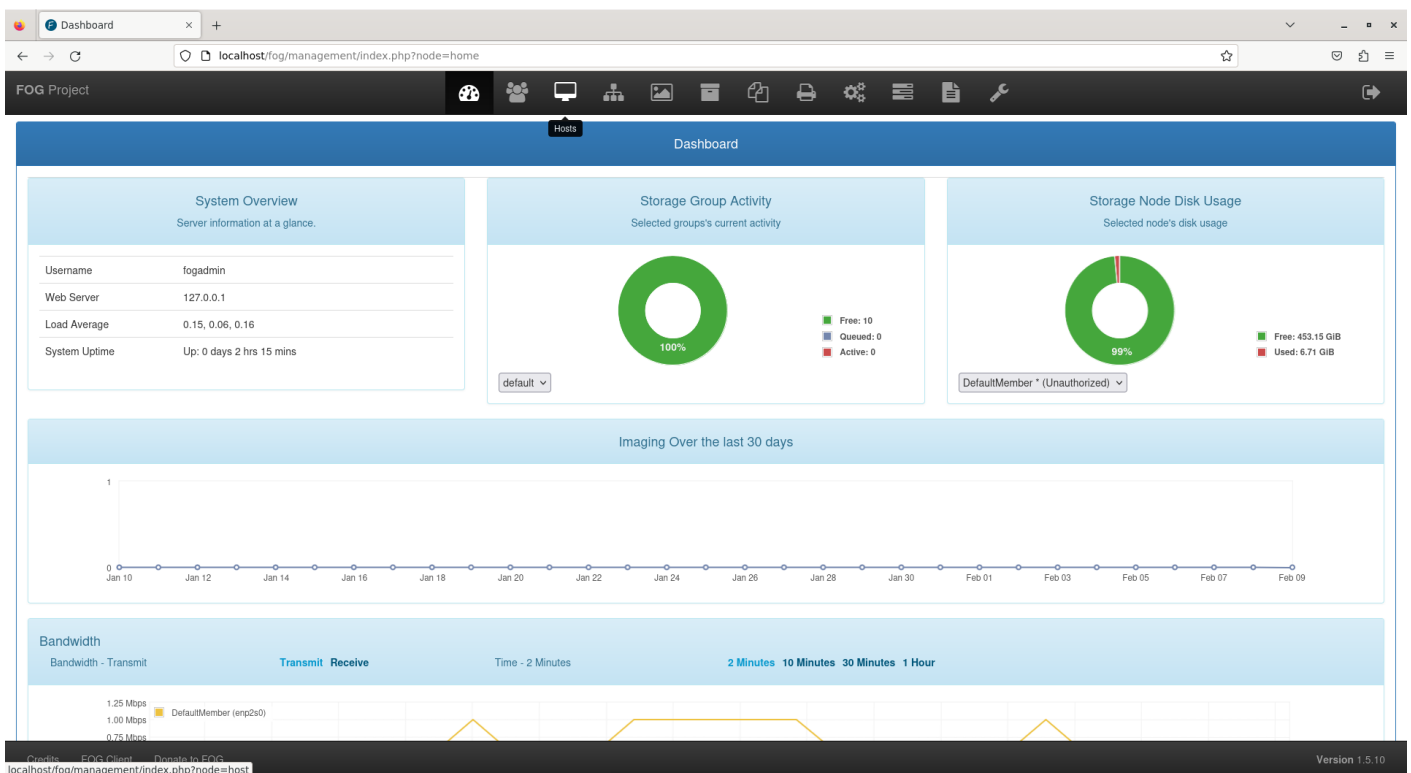 Dashboard
localhost/fog/management/index.php?node=home
FOG Project
Hosts
Dashboard
System Overview
Server information at a glance.
Username fogadmin
Web Server 127.0.0.1
Load Average 0.15, 0.06, 0.16
System Uptime Up: 0 days 2 hrs 15 mins
Storage Group Activity
Selected groups's current activity
100%
Free: 10
Queued: 0
Active: 0
default
Storage Node Disk Usage
Selected node's disk usage
99%
Free: 453.15 GiB
Used: 6.71 GiB
DefaultMember * (Unauthorized)
Imaging Over the last 30 days
1
0
Jan 10 Jan 12 Jan 14 Jan 16 Jan 18 Jan 20 Jan 22 Jan 24 Jan 26 Jan 28 Jan 30 Feb 01 Feb 03 Feb 05 Feb 07 Feb 09
Bandwidth
Bandwidth - Transmit Transmit Receive Time - 2 Minutes 2 Minutes 10 Minutes 30 Minutes 1 Hour
1.25 Mbps
1.00 Mbps
0.75 Mbps
DefaultMember (enp2s0)
Credits FOG Client Donate to FOG
Version 1.5.10
localhost/fog/management/index.php?node=host